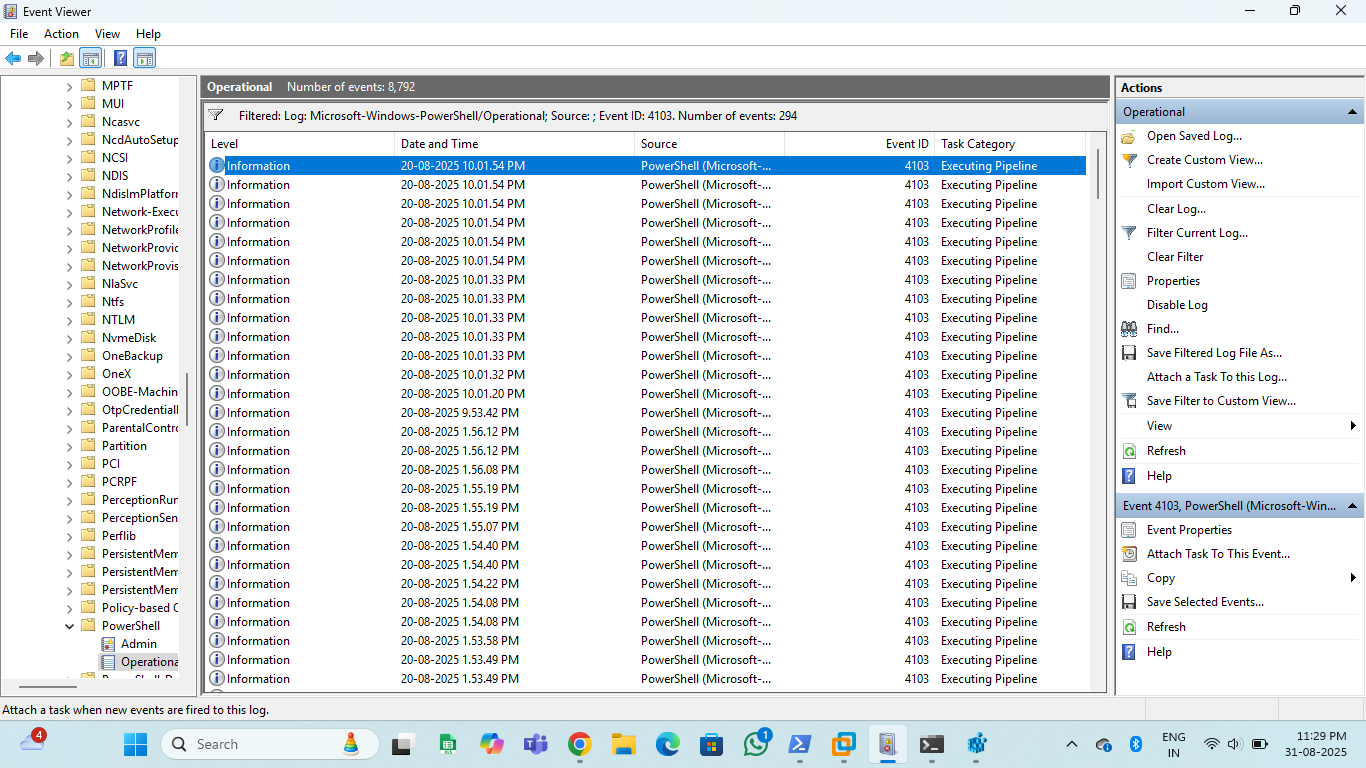 Event Viewer
File Action View Help
MPTF
MUI
Ncasvc
NcdAutoSetup
NCSI
NDIS
NdisImPlatfor
Network-Execu
NetworkProfile
NetworkProvic
NetworkProvis
NlaSvc
Ntfs
NTLM
NvmeDisk
OneBackup
OneX
OOBE-Machin
OtpCredentiall
ParentalContro
Partition
PCI
PCRPF
PerceptionRun
PerceptionSen
Perflib
PersistentMem
PersistentMem
PersistentMem
Policy-based C
PowerShell
Admin
Operationa
Operational Number of events: 8,792
Filtered: Log: Microsoft-Windows-PowerShell/Operational; Source: ; Event ID: 4103. Number of events: 294
Level Date and Time Source Event ID Task Category
Information 20-08-2025 10.01.54 PM PowerShell (Microsoft-... 4103 Executing Pipeline
Information 20-08-2025 10.01.54 PM PowerShell (Microsoft-... 4103 Executing Pipeline
Information 20-08-2025 10.01.54 PM PowerShell (Microsoft-... 4103 Executing Pipeline
Information 20-08-2025 10.01.54 PM PowerShell (Microsoft-... 4103 Executing Pipeline
Information 20-08-2025 10.01.54 PM PowerShell (Microsoft-... 4103 Executing Pipeline
Information 20-08-2025 10.01.54 PM PowerShell (Microsoft-... 4103 Executing Pipeline
Information 20-08-2025 10.01.33 PM PowerShell (Microsoft-... 4103 Executing Pipeline
Information 20-08-2025 10.01.33 PM PowerShell (Microsoft-... 4103 Executing Pipeline
Information 20-08-2025 10.01.33 PM PowerShell (Microsoft-... 4103 Executing Pipeline
Information 20-08-2025 10.01.33 PM PowerShell (Microsoft-... 4103 Executing Pipeline
Information 20-08-2025 10.01.33 PM PowerShell (Microsoft-... 4103 Executing Pipeline
Information 20-08-2025 10.01.32 PM PowerShell (Microsoft-... 4103 Executing Pipeline
Information 20-08-2025 10.01.20 PM PowerShell (Microsoft-... 4103 Executing Pipeline
Information 20-08-2025 9.53.42 PM PowerShell (Microsoft-... 4103 Executing Pipeline
Information 20-08-2025 1.56.12 PM PowerShell (Microsoft-... 4103 Executing Pipeline
Information 20-08-2025 1.56.12 PM PowerShell (Microsoft-... 4103 Executing Pipeline
Information 20-08-2025 1.56.08 PM PowerShell (Microsoft-... 4103 Executing Pipeline
Information 20-08-2025 1.55.19 PM PowerShell (Microsoft-... 4103 Executing Pipeline
Information 20-08-2025 1.55.19 PM PowerShell (Microsoft-... 4103 Executing Pipeline
Information 20-08-2025 1.55.07 PM PowerShell (Microsoft-... 4103 Executing Pipeline
Information 20-08-2025 1.54.40 PM PowerShell (Microsoft-... 4103 Executing Pipeline
Information 20-08-2025 1.54.40 PM PowerShell (Microsoft-... 4103 Executing Pipeline
Information 20-08-2025 1.54.22 PM PowerShell (Microsoft-... 4103 Executing Pipeline
Information 20-08-2025 1.54.08 PM PowerShell (Microsoft-... 4103 Executing Pipeline
Information 20-08-2025 1.54.08 PM PowerShell (Microsoft-... 4103 Executing Pipeline
Information 20-08-2025 1.53.58 PM PowerShell (Microsoft-... 4103 Executing Pipeline
Information 20-08-2025 1.53.49 PM PowerShell (Microsoft-... 4103 Executing Pipeline
Information 20-08-2025 1.53.49 PM PowerShell (Microsoft-... 4103 Executing Pipeline
Actions
Operational
Open Saved Log...
Create Custom View...
Import Custom View...
Clear Log...
Filter Current Log...
Clear Filter
Properties
Disable Log
Find...
Save Filtered Log File As...
Attach a Task To this Log...
Save Filter to Custom View...
View
Refresh
Help
Event 4103, PowerShell (Microsoft-Win...
Event Properties
Attach Task To This Event...
Copy
Save Selected Events...
Refresh
Help
Attach a task when new events are fired to this log.
4
Search
1
ENG
IN
11:29 PM
31-08-2025